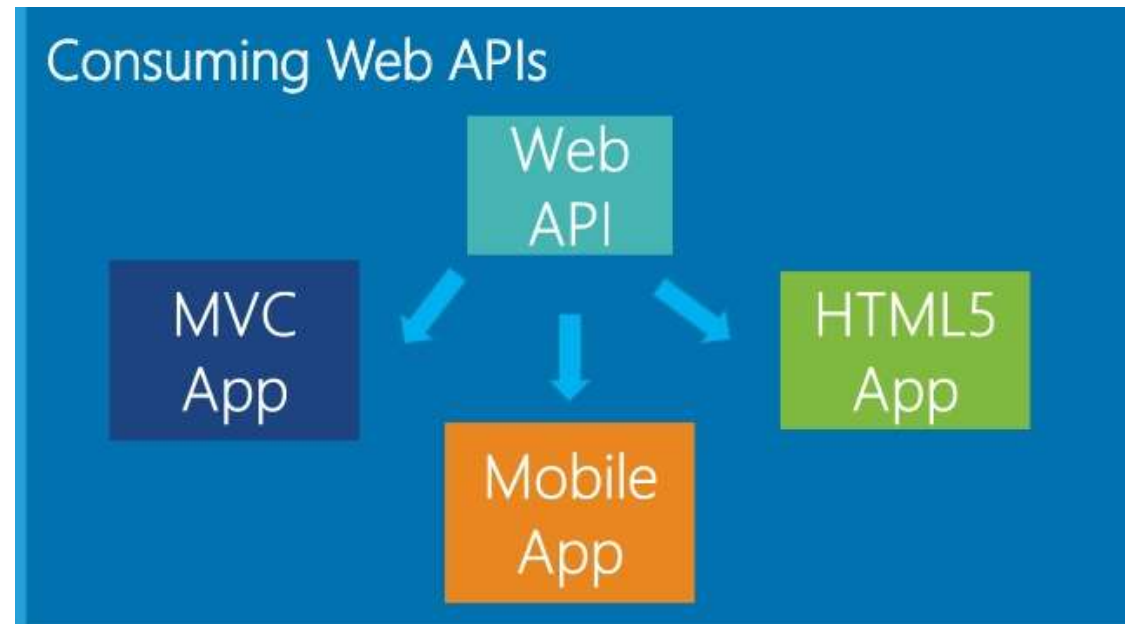 Consuming Web APIs
Web
API
MVC
App
HTML5
App
Mobile
App